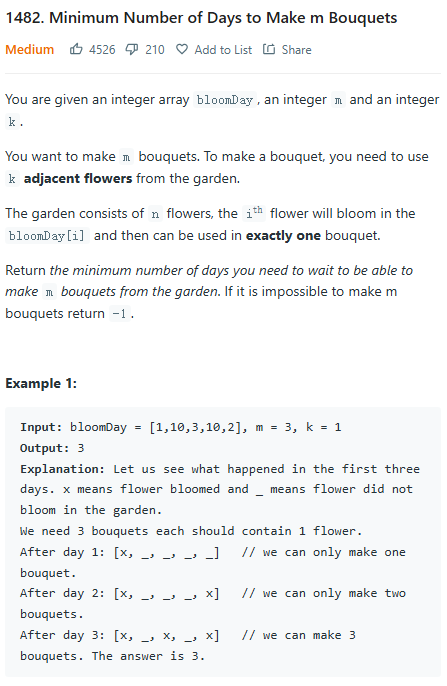 1482. Minimum Number of Days to Make m Bouquets
Medium 4526 210 Add to List Share
You are given an integer array bloomDay, an integer m and an integer
k.
You want to make m bouquets. To make a bouquet, you need to use
k adjacent flowers from the garden.
The garden consists of n flowers, the ith flower will bloom in the
bloomDay[i] and then can be used in exactly one bouquet.
Return the minimum number of days you need to wait to be able to
make m bouquets from the garden. If it is impossible to make m
bouquets return -1.
Example 1:
Input: bloomDay = [1,10,3,10,2], m = 3, k = 1
Output: 3
Explanation: Let us see what happened in the first three
days. x means flower bloomed and _ means flower did not
bloom in the garden.
We need 3 bouquets each should contain 1 flower.
After day 1: [x, _, _, _, _]   // we can only make one
bouquet.
After day 2: [x, _, _, _, x]   // we can only make two
bouquets.
After day 3: [x, _, x, _, x]   // we can make 3
bouquets. The answer is 3.